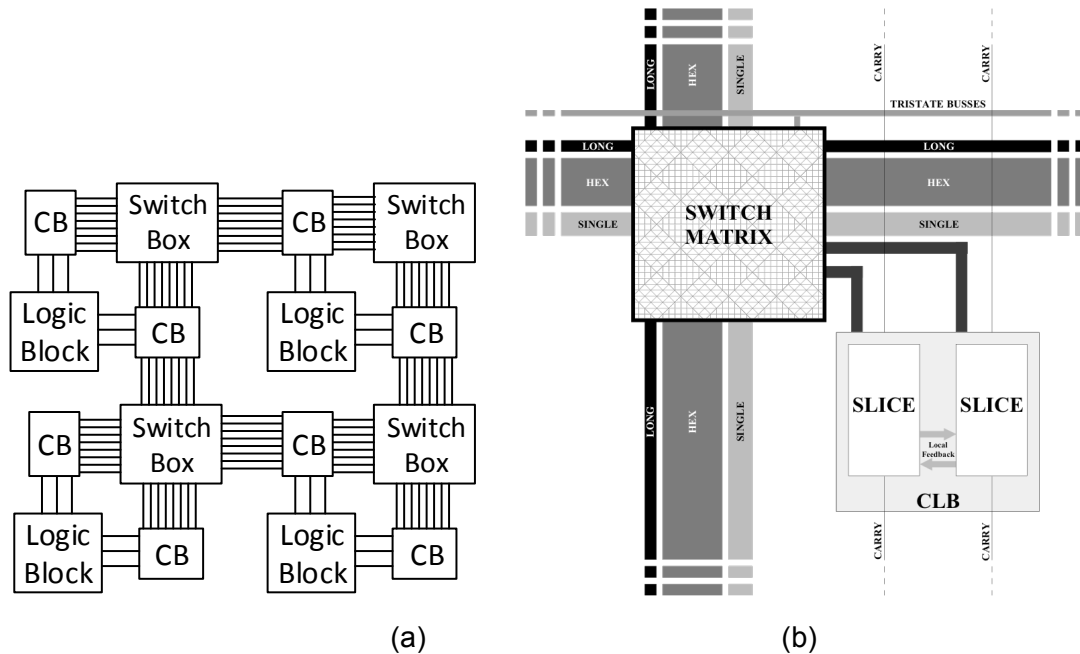 CB
Switch
Box
CB
Switch
Box
Logic
Block
CB
Logic
Block
CB
CB
Switch
Box
CB
Switch
Box
Logic
Block
CB
Logic
Block
CB
(a)
LONG
HEX
SINGLE
CARRY
CARRY
TRISTATE BUSSES
LONG
LONG
HEX
HEX
SINGLE
SINGLE
SWITCH
MATRIX
LONG
HEX
SINGLE
SLICE
SLICE
Local
Feedback
CLB
CARRY
CARRY
(b)